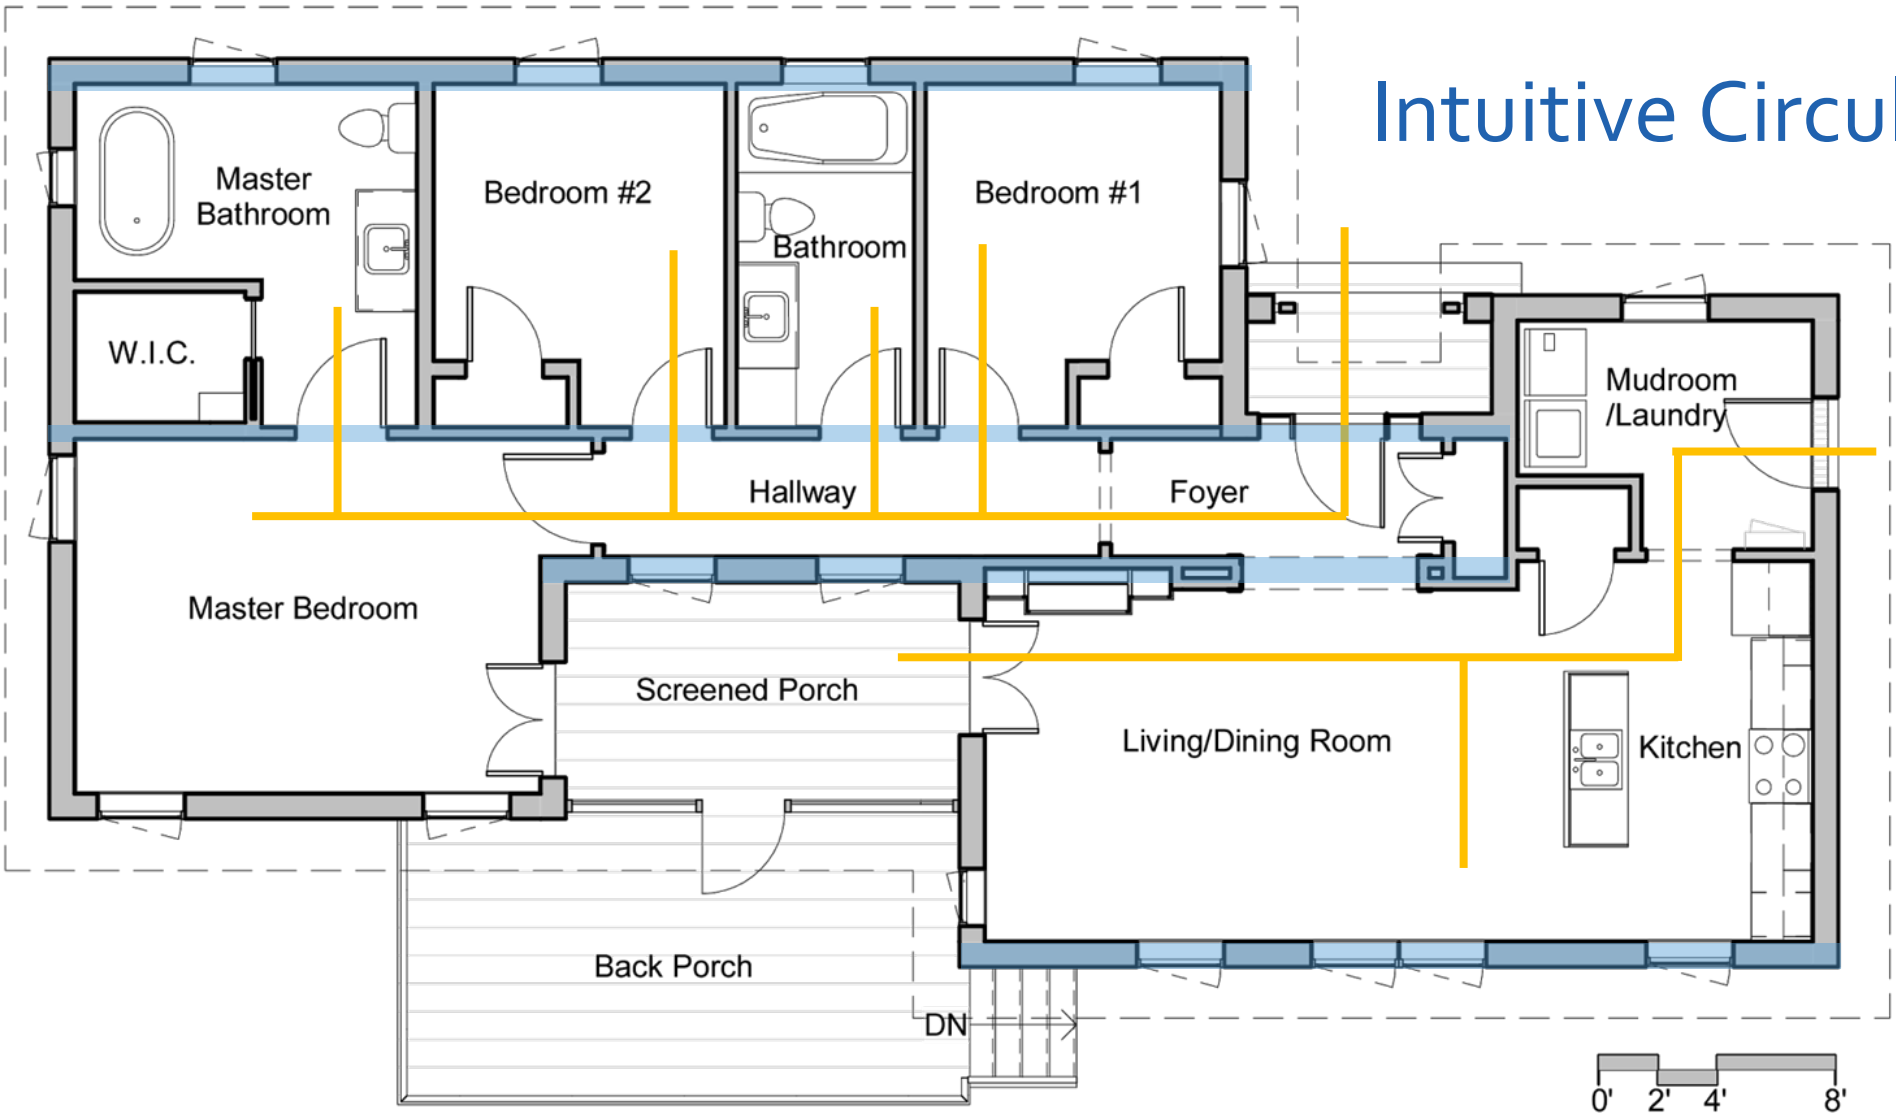 Intuitive Circul
Master
Bathroom
Bedroom #2
Bathroom
Bedroom #1
W.I.C.
Mudroom
/Laundry
Hallway
Foyer
Master Bedroom
Screened Porch
Living/Dining Room
Kitchen
Back Porch
DN
0' 2' 4' 8'